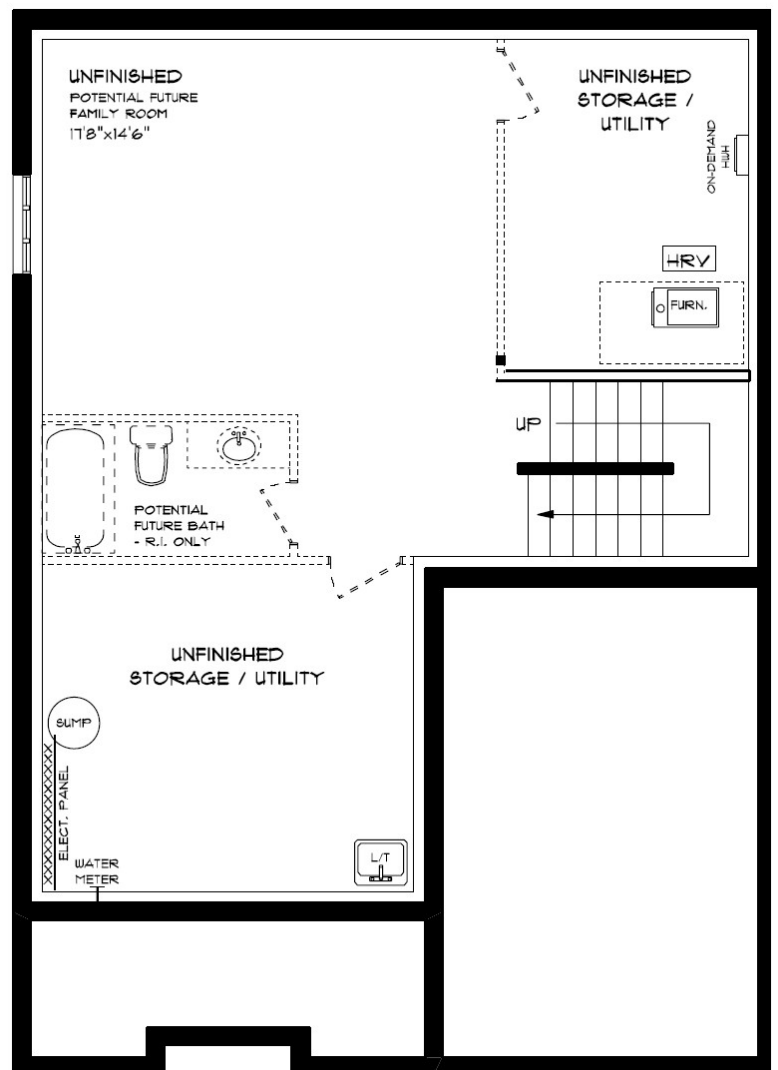 UNFINISHED
POTENTIAL FUTURE
FAMILY ROOM
17'8"x14'6"
UNFINISHED
STORAGE /
UTILITY
ON-DEMAND
HWH
HRV
FURN.
UP
POTENTIAL
FUTURE BATH
- R.I. ONLY
UNFINISHED
STORAGE / UTILITY
SUMP
ELECT. PANEL
WATER
METER
L/T